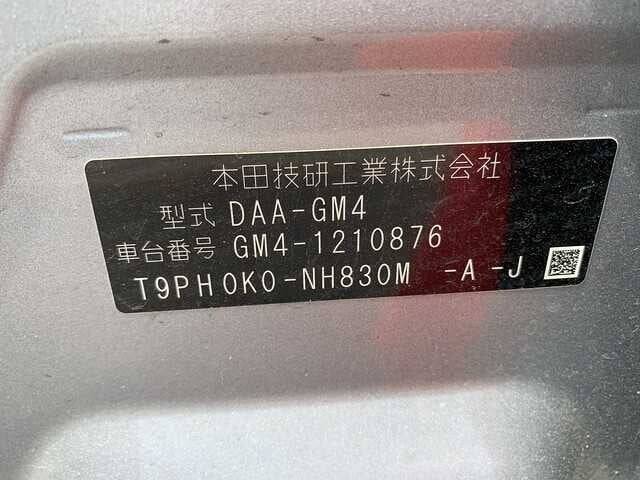 本田技研工業株式会社
型式 DAA-GM4
車台番号 GM4-1210876
T9PH0K0-NH830M -A -J